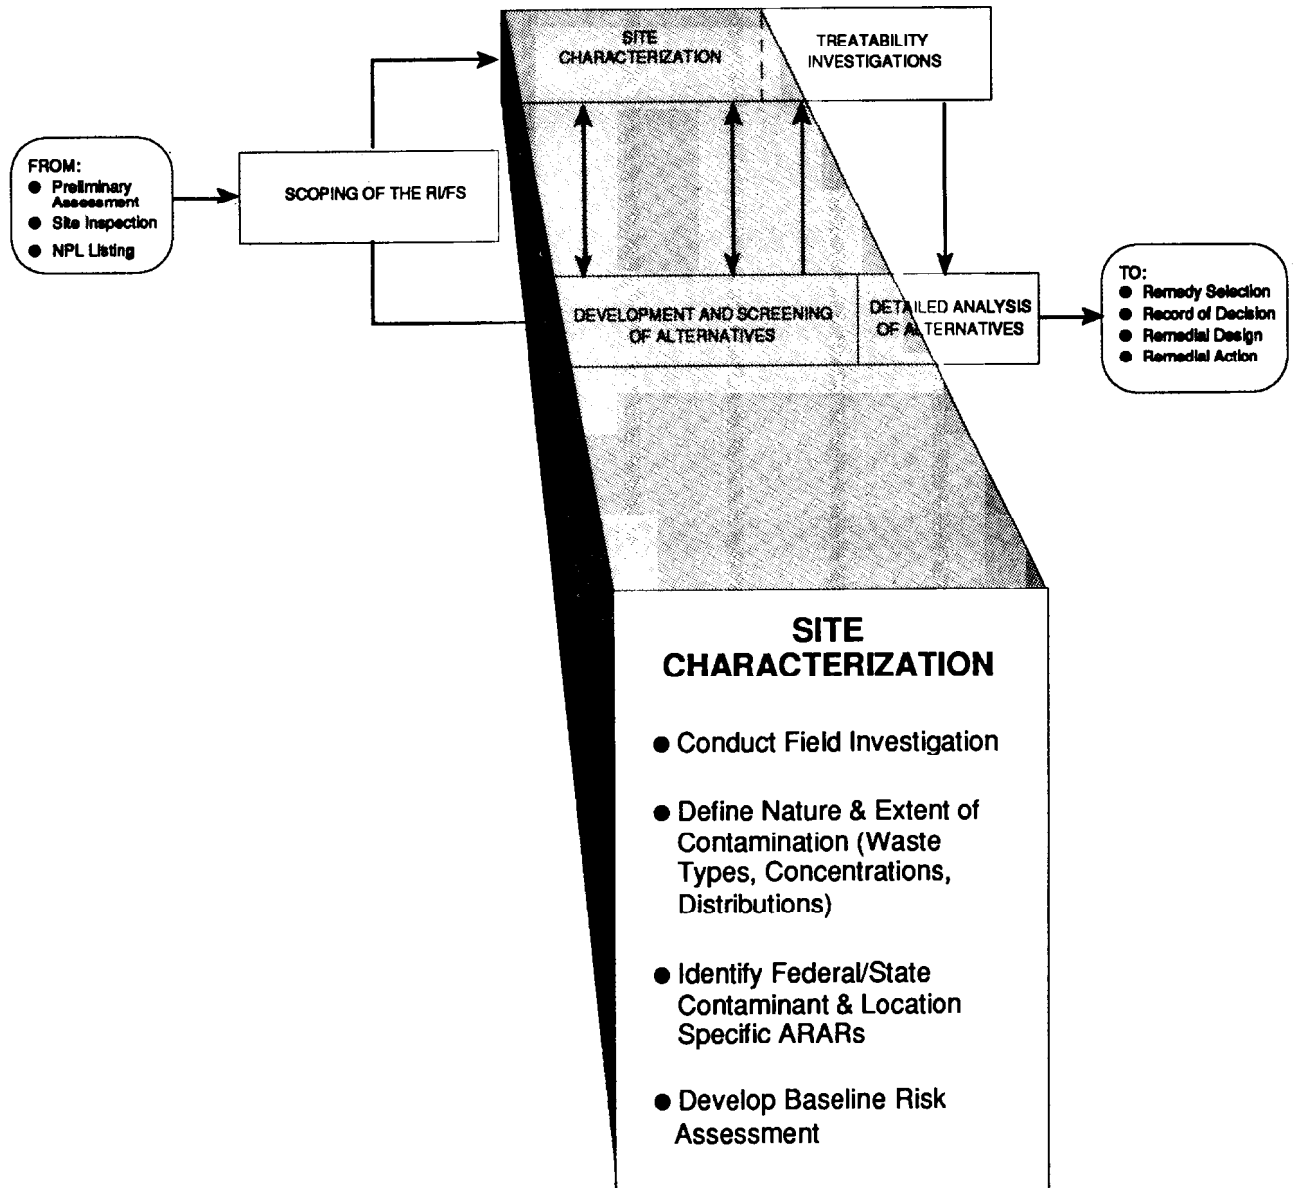 SITE
CHARACTERIZATION
TREATABILITY
INVESTIGATIONS
FROM:
● Preliminary
Assessment
● Site Inspection
● NPL Listing
SCOPING OF THE RI/FS
DEVELOPMENT AND SCREENING
OF ALTERNATIVES
DETAILED ANALYSIS
OF ALTERNATIVES
TO:
● Remedy Selection
● Record of Decision
● Remedial Design
● Remedial Action
SITE
CHARACTERIZATION
● Conduct Field Investigation
● Define Nature & Extent of
Contamination (Waste
Types, Concentrations,
Distributions)
● Identify Federal/State
Contaminant & Location
Specific ARARs
● Develop Baseline Risk
Assessment